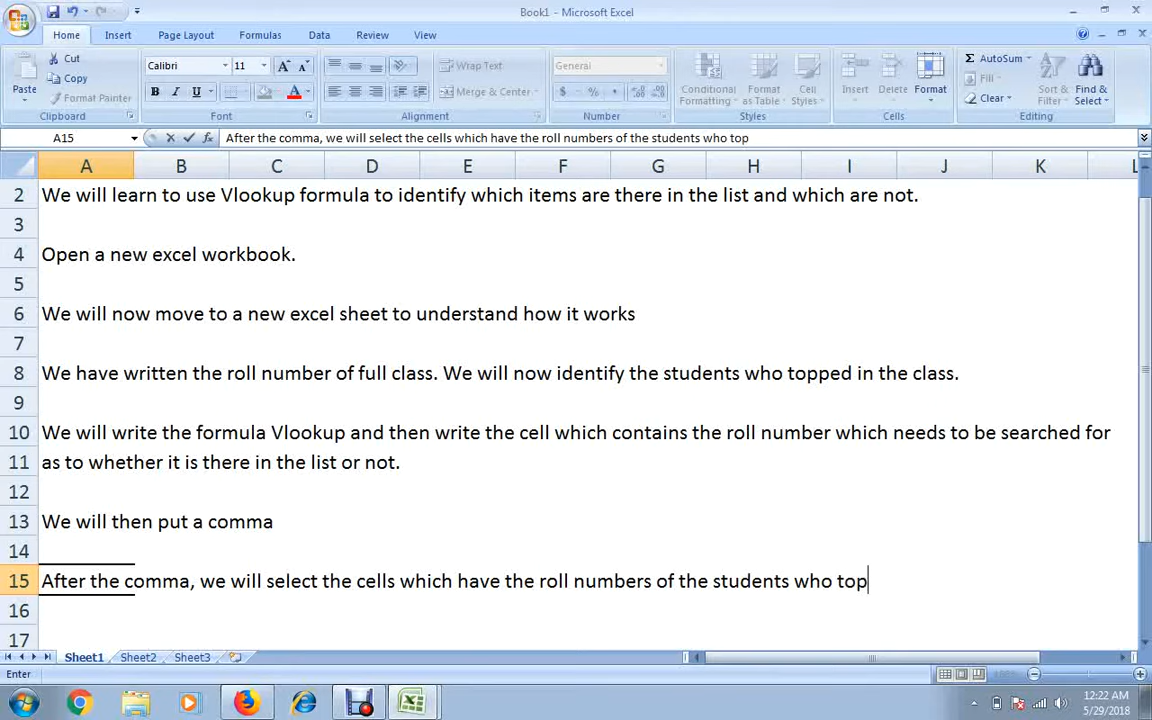 Book1 - Microsoft Excel
Home Insert Page Layout Formulas Data Review View
Paste
Cut
Copy
Format Painter
Clipboard
Calibri 11
B I U
Font
Wrap Text
Merge & Center
Alignment
General
$ % ,
Number
Conditional Formatting
Format as Table
Cell Styles
Styles
Insert Delete Format
Cells
Σ AutoSum
Fill
Clear
Sort & Filter
Find & Select
Editing
A15 fx After the comma, we will select the cells which have the roll numbers of the students who top
A B C D E F G H I J K L
2 We will learn to use Vlookup formula to identify which items are there in the list and which are not.
3
4 Open a new excel workbook.
5
6 We will now move to a new excel sheet to understand how it works
7
8 We have written the roll number of full class. We will now identify the students who topped in the class.
9
10 We will write the formula Vlookup and then write the cell which contains the roll number which needs to be searched for
11 as to whether it is there in the list or not.
12
13 We will then put a comma
14
15 After the comma, we will select the cells which have the roll numbers of the students who top
16
17
Sheet1 Sheet2 Sheet3
Enter
12:22 AM
5/29/2018